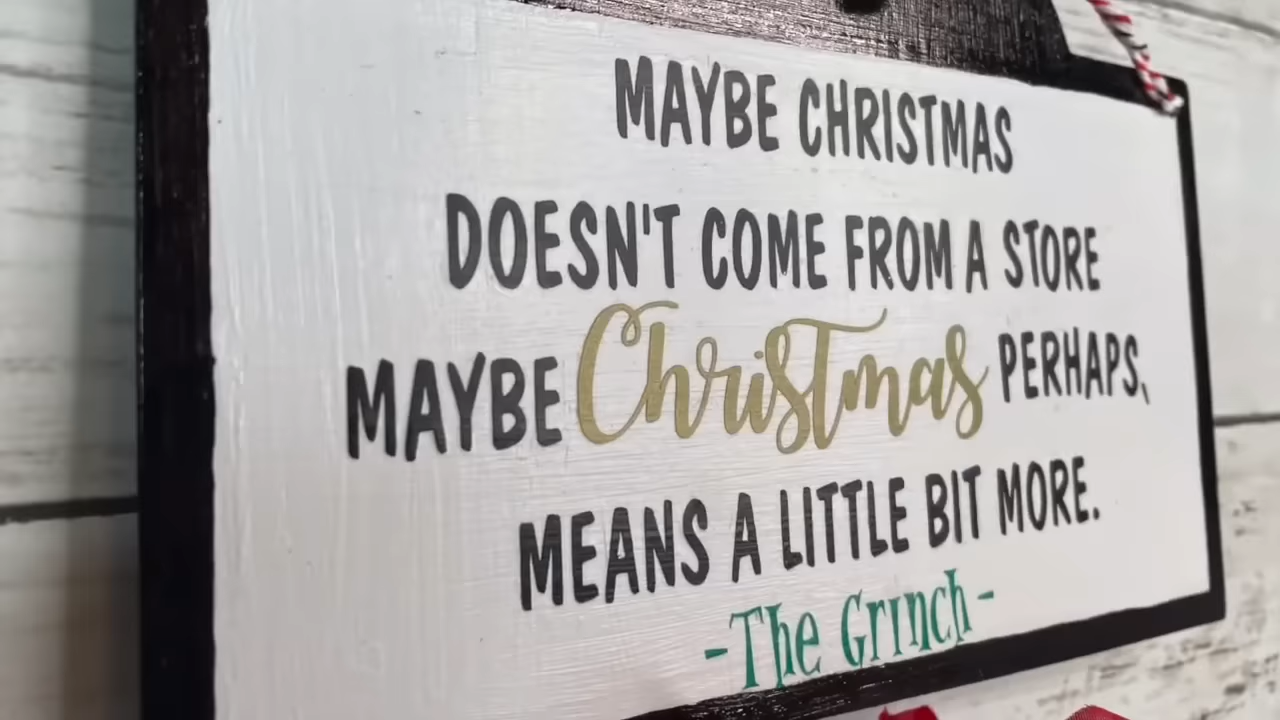 MAYBE CHRISTMAS
DOESN'T COME FROM A STORE
MAYBE Christmas PERHAPS,
MEANS A LITTLE BIT MORE.
-The Grinch-